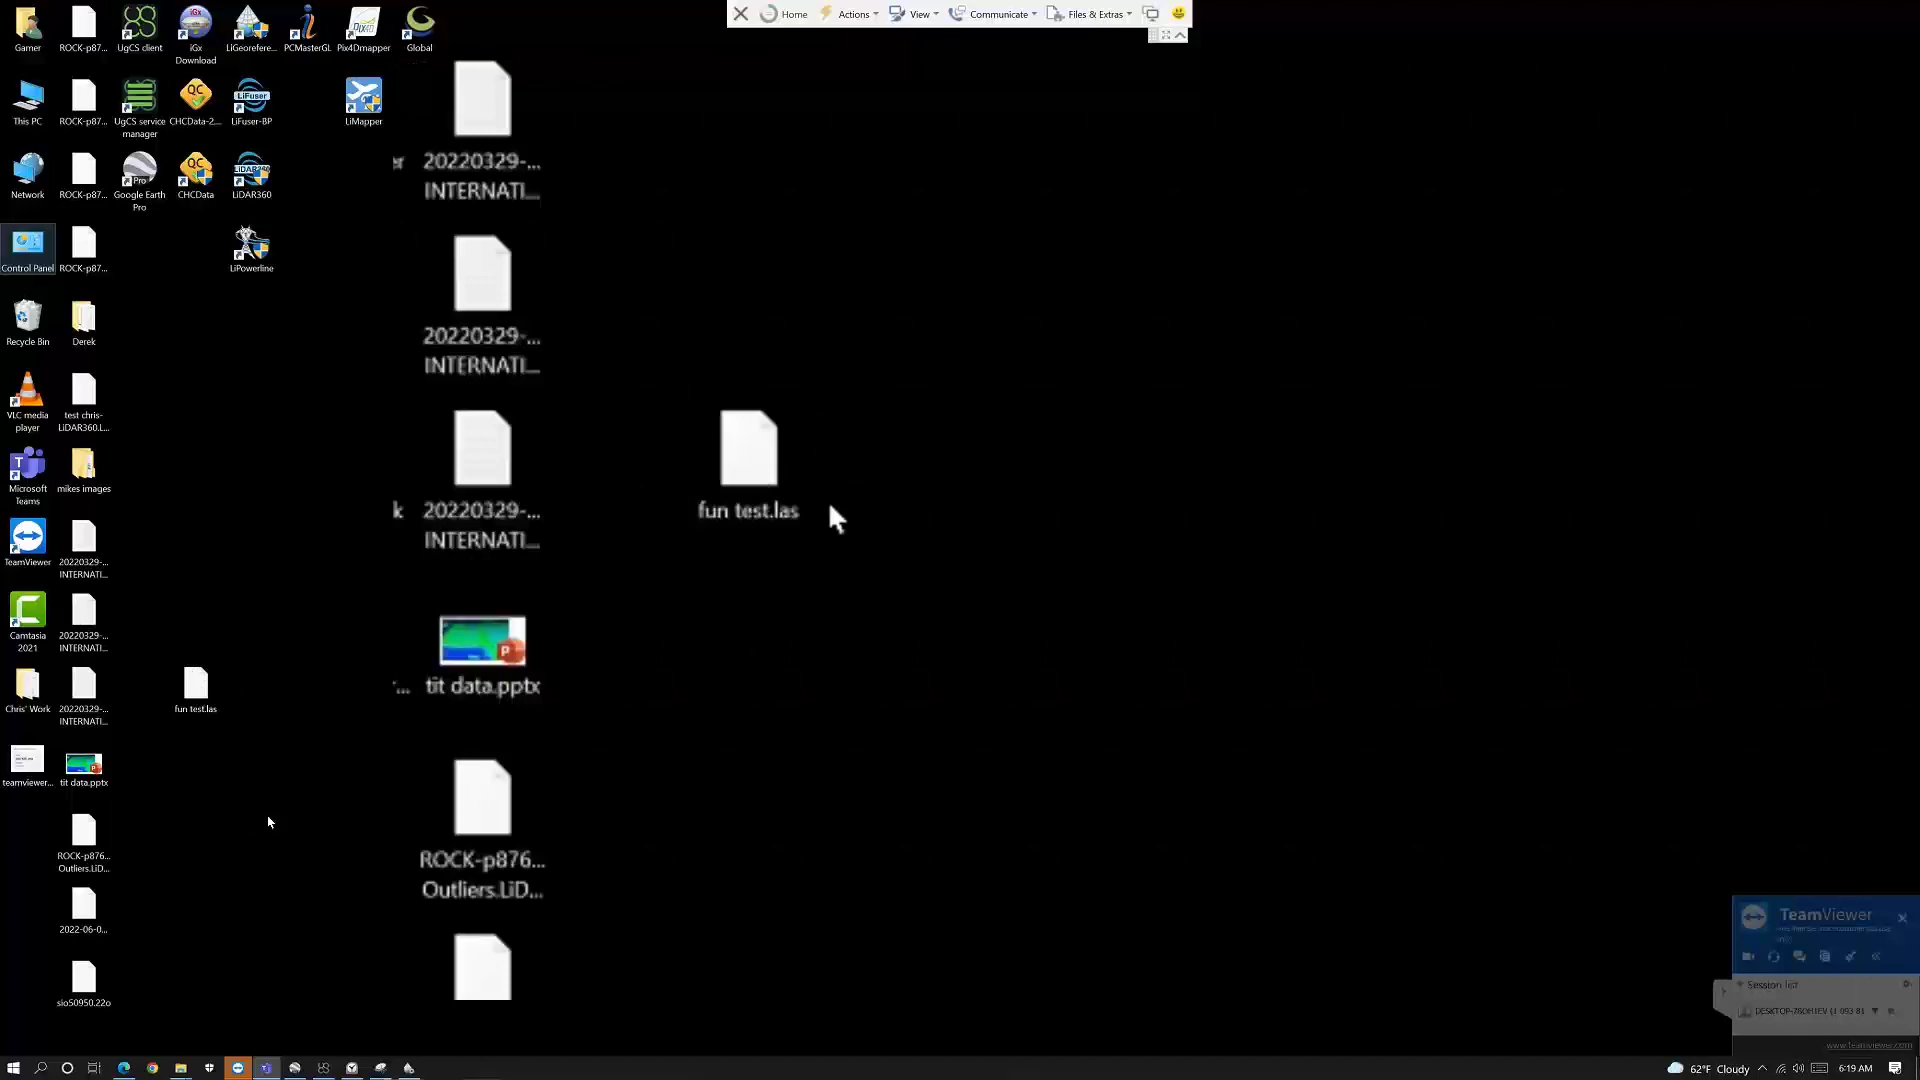 Home
Actions
View
Communicate
Files & Extras
Gamer
ROCK-p87...
UgCS client
iGx
Download
LiGeorefere...
PCMasterGL
Pix4Dmapper
Global
This PC
ROCK-p87...
UgCS service
manager
CHCData-2....
LiFuser-BP
LiMapper
Network
ROCK-p87...
Google Earth
Pro
CHCData
LiDAR360
Control Panel
ROCK-p87...
LiPowerline
Recycle Bin
Derek
VLC media
player
test chris-
LiDAR360.L...
Microsoft
Teams
mikes images
TeamViewer
20220329-...
INTERNATI...
Camtasia
2021
20220329-...
INTERNATI...
Chris' Work
20220329-...
INTERNATI...
fun test.las
teamviewer...
tit data.pptx
ROCK-p876...
Outliers.LiD...
2022-06-0...
sio50950.22o
er
20220329-...
INTERNATI...
20220329-...
INTERNATI...
k
20220329-...
INTERNATI...
fun test.las
tit data.pptx
ROCK-p876...
Outliers.LiD...
TeamViewer
Session list
www.teamviewer.com
62°F Cloudy
6:19 AM